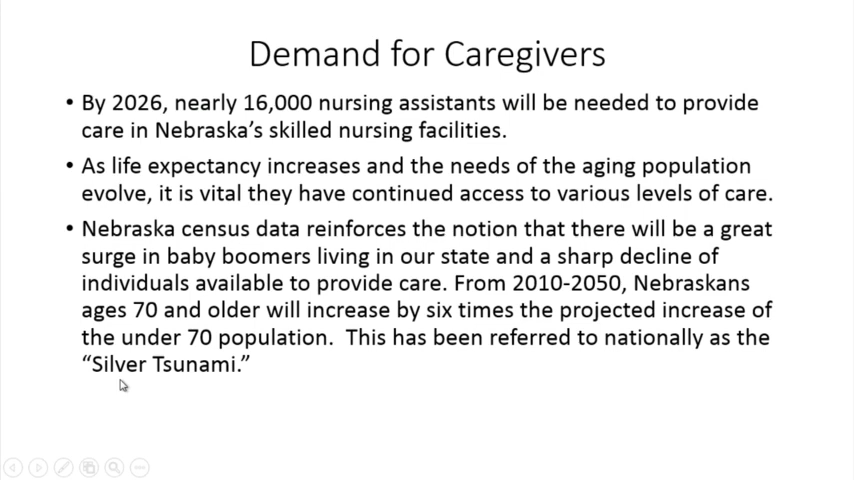 Demand for Caregivers
• By 2026, nearly 16,000 nursing assistants will be needed to provide
care in Nebraska’s skilled nursing facilities.
• As life expectancy increases and the needs of the aging population
evolve, it is vital they have continued access to various levels of care.
• Nebraska census data reinforces the notion that there will be a great
surge in baby boomers living in our state and a sharp decline of
individuals available to provide care. From 2010-2050, Nebraskans
ages 70 and older will increase by six times the projected increase of
the under 70 population.  This has been referred to nationally as the
“Silver Tsunami.”